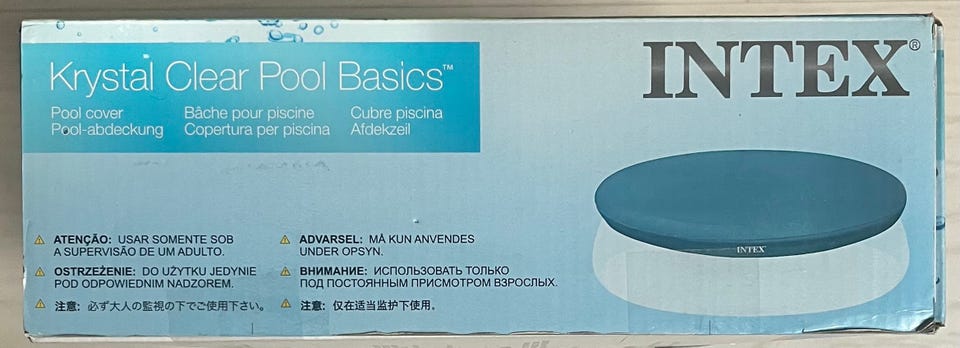 Krystal Clear Pool Basics™
Pool cover Bâche pour piscine Cubre piscina
Pool-abdeckung Copertura per piscina Afdekzeil
INTEX®
⚠ ATENÇÃO: USAR SOMENTE SOB
A SUPERVISÃO DE UM ADULTO.
⚠ OSTRZEŻENIE: DO UŻYTKU JEDYNIE
POD ODPOWIEDNIM NADZOREM.
⚠ 注意: 必ず大人の監視の下でご使用下さい。
⚠ ADVARSEL: MÅ KUN ANVENDES
UNDER OPSYN.
⚠ ВНИМАНИЕ: ИСПОЛЬЗОВАТЬ ТОЛЬКО
ПОД ПОСТОЯННЫМ ПРИСМОТРОМ ВЗРОСЛЫХ.
⚠ 注意: 仅在适当监护下使用。
INTEX